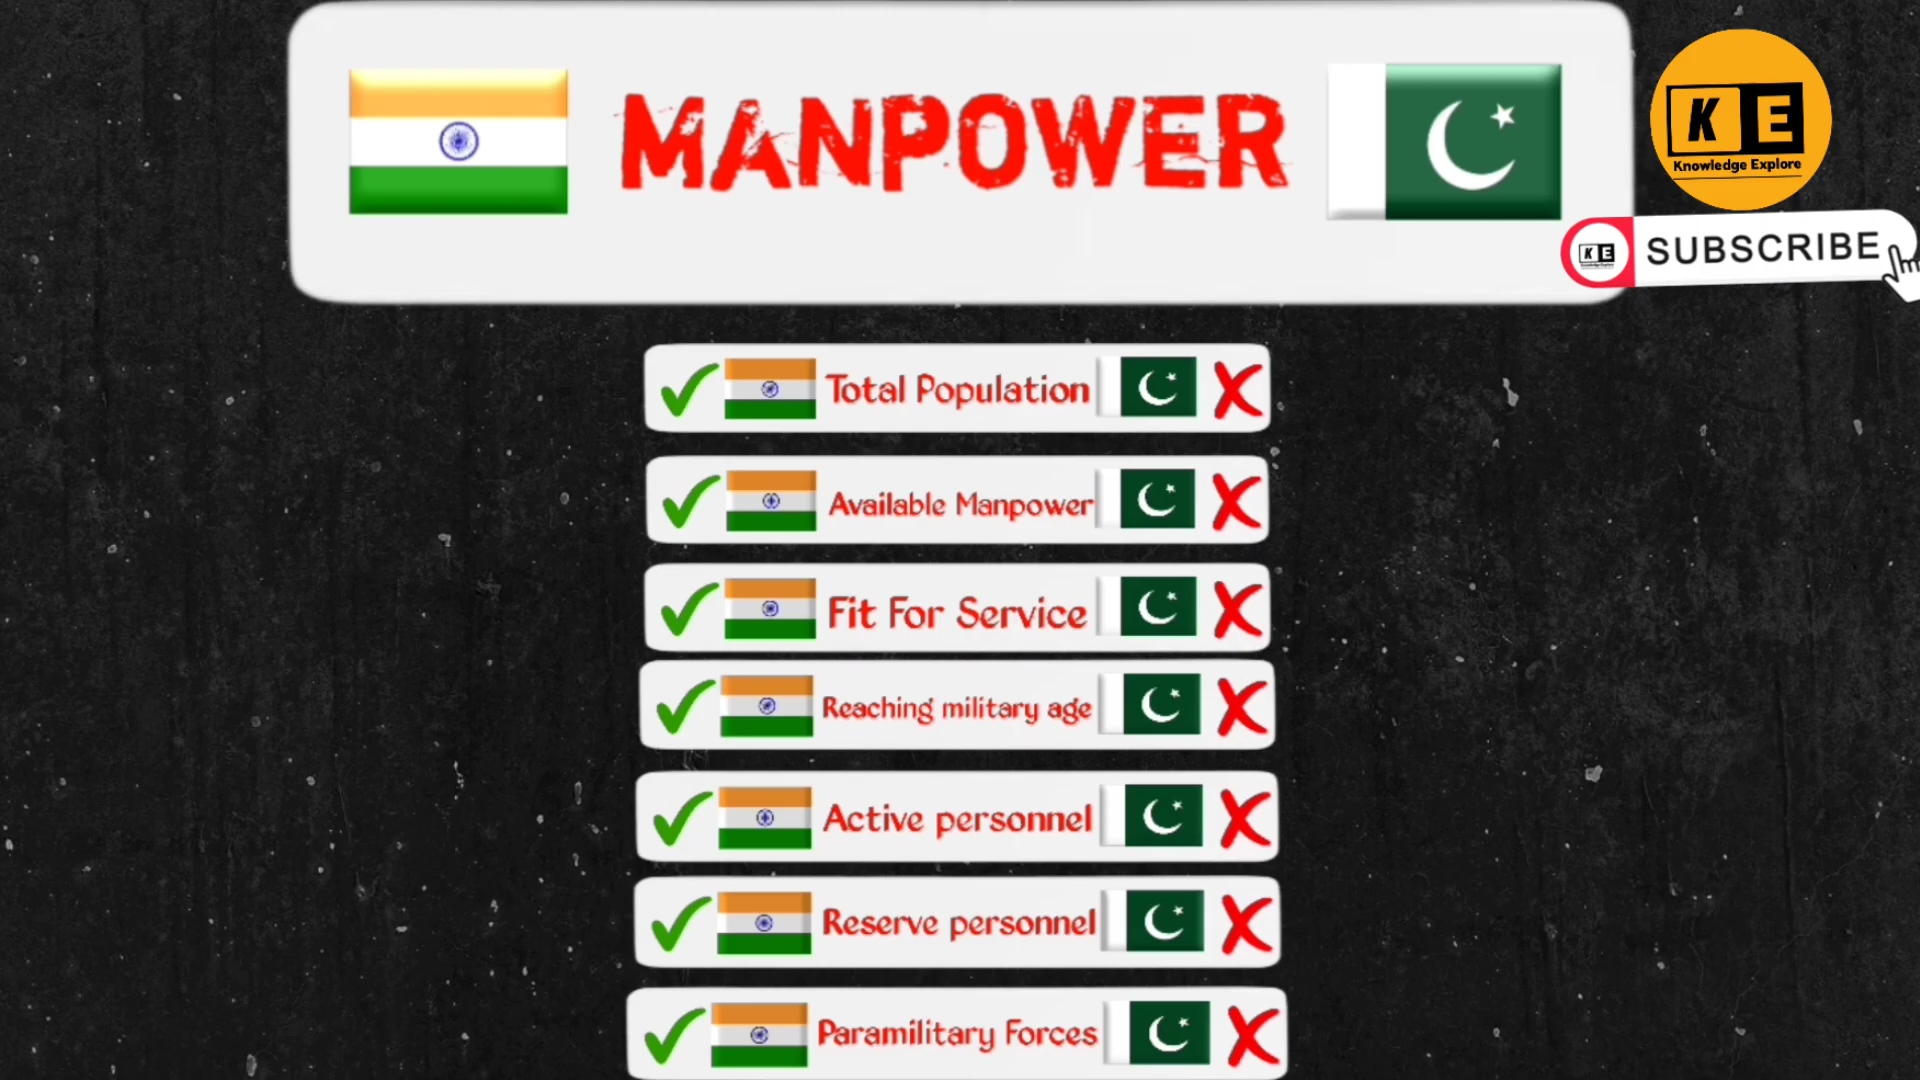 MANPOWER
K E
Knowledge Explore
KE
SUBSCRIBE
Total Population
Available Manpower
Fit For Service
Reaching military age
Active personnel
Reserve personnel
Paramilitary Forces